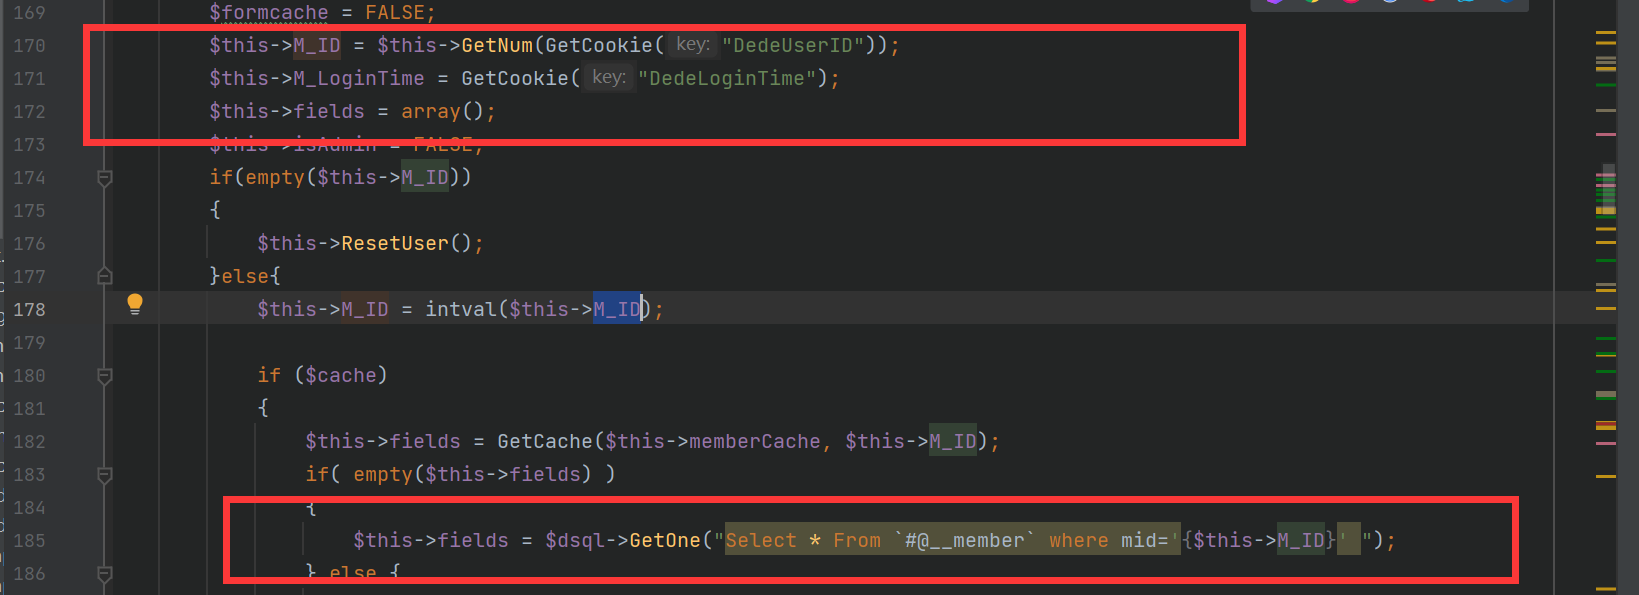 169 $formcache = FALSE;
170 $this->M_ID = $this->GetNum(GetCookie( key: "DedeUserID"));
171 $this->M_LoginTime = GetCookie( key: "DedeLoginTime");
172 $this->fields = array();
173 $this->isAdmin = FALSE;
174 if(empty($this->M_ID))
175 {
176 $this->ResetUser();
177 }else{
178 $this->M_ID = intval($this->M_ID);
179
180 if ($cache)
181 {
182 $this->fields = GetCache($this->memberCache, $this->M_ID);
183 if( empty($this->fields) )
184 {
185 $this->fields = $dsql->GetOne("Select * From `#@__member` where mid='{$this->M_ID}' ");
186 } else {